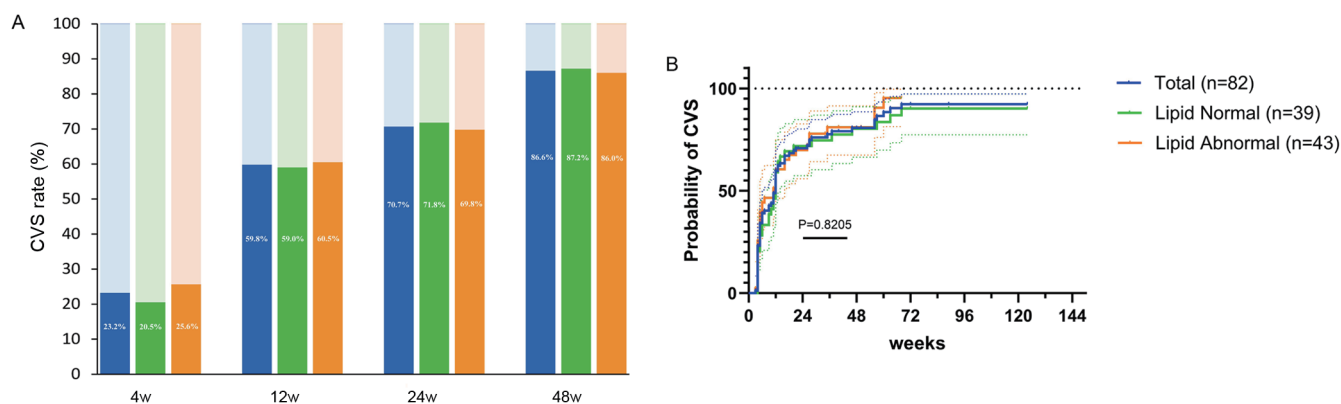 A
CVS rate (%)
100
90
80
70
60
50
40
30
20
10
0
23.2%
20.5%
25.6%
59.8%
59.0%
60.5%
70.7%
71.8%
69.8%
86.6%
87.2%
86.0%
4w
12w
24w
48w
B
Probability of CVS
100
50
0
P=0.8205
0
24
48
72
96
120
144
weeks
Total (n=82)
Lipid Normal (n=39)
Lipid Abnormal (n=43)